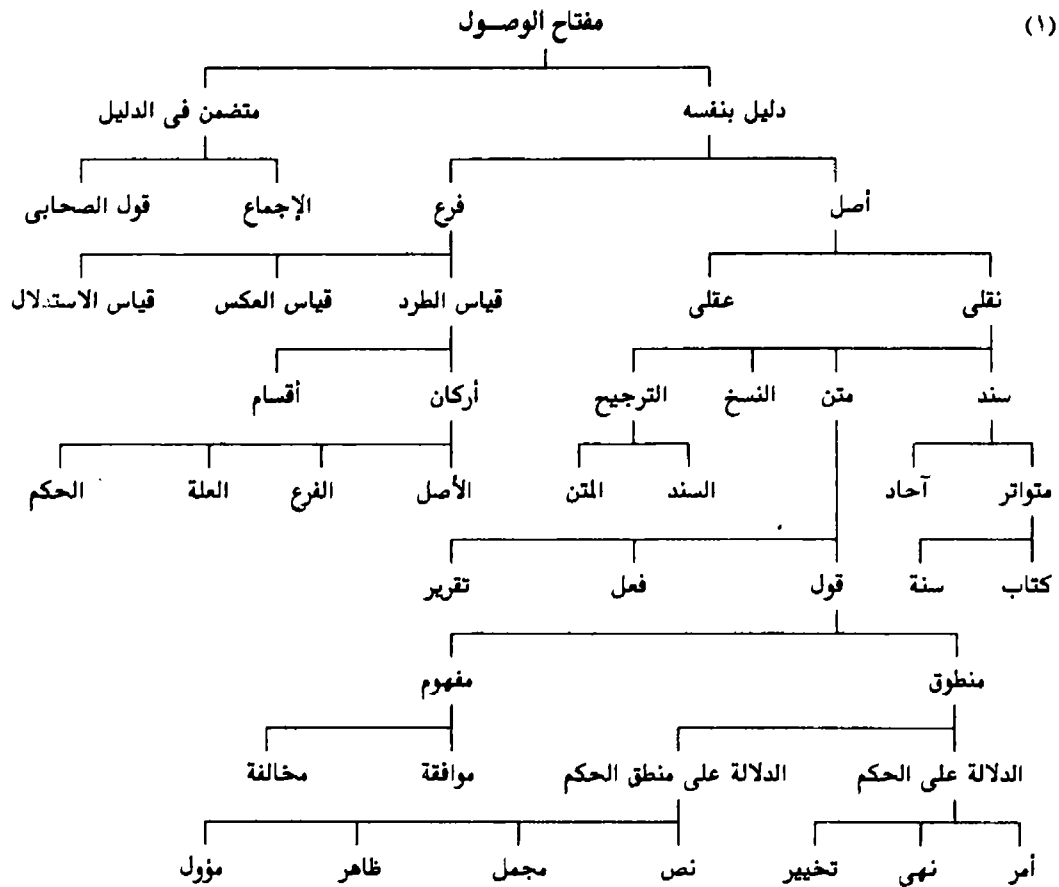 (١)
مفتاح الوصول
دليل بنفسه متضمن فى الدليل
أصل فرع الإجماع قول الصحابى
نقلى عقلى قياس الطرد قياس العكس قياس الاستدلال
سند متن النسخ الترجيح أركان أقسام
متواتر آحاد السند المتن الأصل الفرع العلة الحكم
كتاب سنة قول فعل تقرير
منطوق مفهوم
الدلالة على الحكم الدلالة على منطق الحكم موافقة مخالفة
أمر نهى تخيير نص مجمل ظاهر مؤول